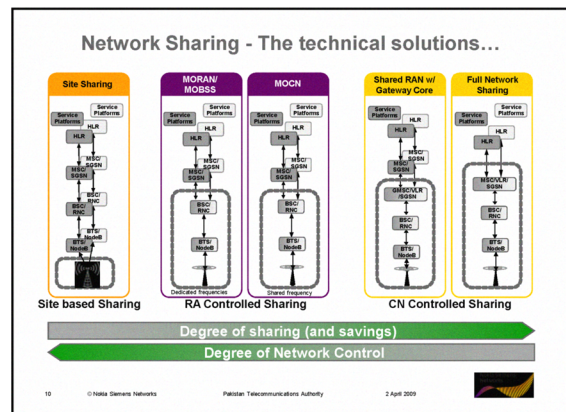 Network Sharing - The technical solutions…
Site Sharing
Service
Platforms
Service
Platforms
HLR
HLR
MSC/
SGSN
MSC/
SGSN
BSC/
RNC
BSC/
RNC
BTS/
NodeB
BTS/
NodeB
Site based Sharing
MORAN/
MOBSS
Service
Platforms
Service
Platforms
HLR
HLR
MSC/
SGSN
MSC/
SGSN
BSC/
RNC
BTS/
NodeB
Dedicated frequencies
MOCN
Service
Platforms
Service
Platforms
HLR
HLR
MSC/
SGSN
MSC/
SGSN
BSC/
RNC
BTS/
NodeB
Shared frequency
RA Controlled Sharing
Shared RAN w/
Gateway Core
Service
Platforms
Service
Platforms
HLR
HLR
MSC/
SGSN
MSC/
SGSN
GMSC/VLR
/SGSN
BSC/
RNC
BTS/
NodeB
Full Network
Sharing
Service
Platforms
Service
Platforms
HLR
HLR
MSC/VLR/
SGSN
BSC/
RNC
BTS/
NodeB
CN Controlled Sharing
Degree of sharing (and savings)
Degree of Network Control
10 © Nokia Siemens Networks Pakistan Telecommunications Authority 2 April 2009